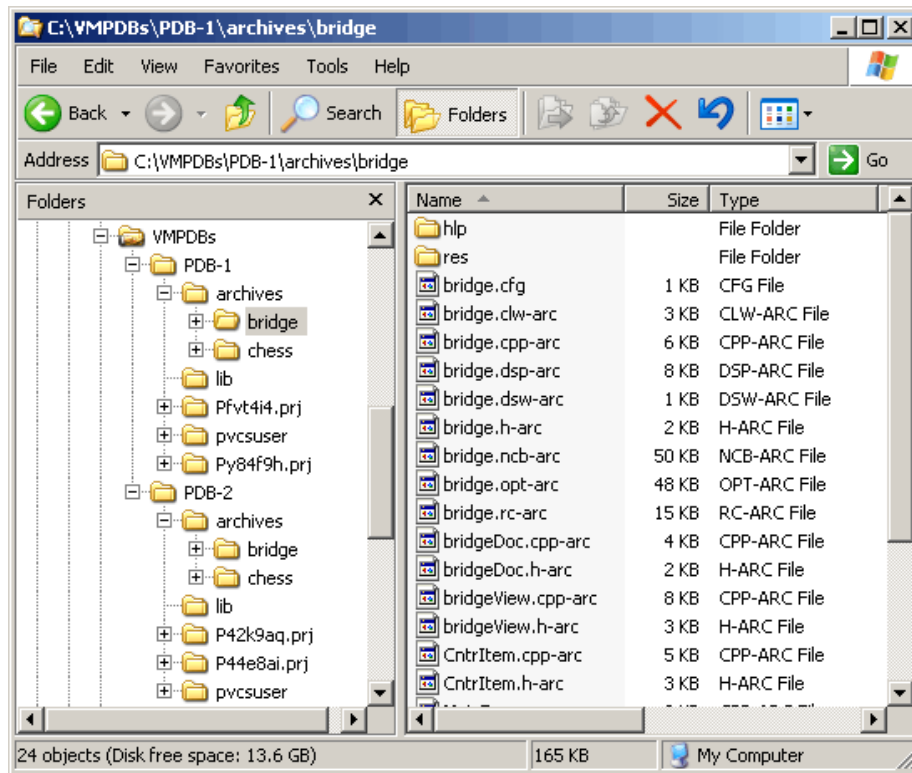 C:\VMPDBs\PDB-1\archives\bridge
File Edit View Favorites Tools Help
Back Search Folders
Address C:\VMPDBs\PDB-1\archives\bridge Go
Folders
VMPDBs
PDB-1
archives
bridge
chess
lib
Pfvt4i4.prj
pvcsuser
Py84f9h.prj
PDB-2
archives
bridge
chess
lib
P42k9aq.prj
P44e8ai.prj
pvcsuser
Name Size Type
hlp File Folder
res File Folder
bridge.cfg 1 KB CFG File
bridge.clw-arc 3 KB CLW-ARC File
bridge.cpp-arc 6 KB CPP-ARC File
bridge.dsp-arc 8 KB DSP-ARC File
bridge.dsw-arc 1 KB DSW-ARC File
bridge.h-arc 2 KB H-ARC File
bridge.ncb-arc 50 KB NCB-ARC File
bridge.opt-arc 48 KB OPT-ARC File
bridge.rc-arc 15 KB RC-ARC File
bridgeDoc.cpp-arc 4 KB CPP-ARC File
bridgeDoc.h-arc 2 KB H-ARC File
bridgeView.cpp-arc 8 KB CPP-ARC File
bridgeView.h-arc 3 KB H-ARC File
CntrItem.cpp-arc 5 KB CPP-ARC File
CntrItem.h-arc 3 KB H-ARC File
24 objects (Disk free space: 13.6 GB) 165 KB My Computer